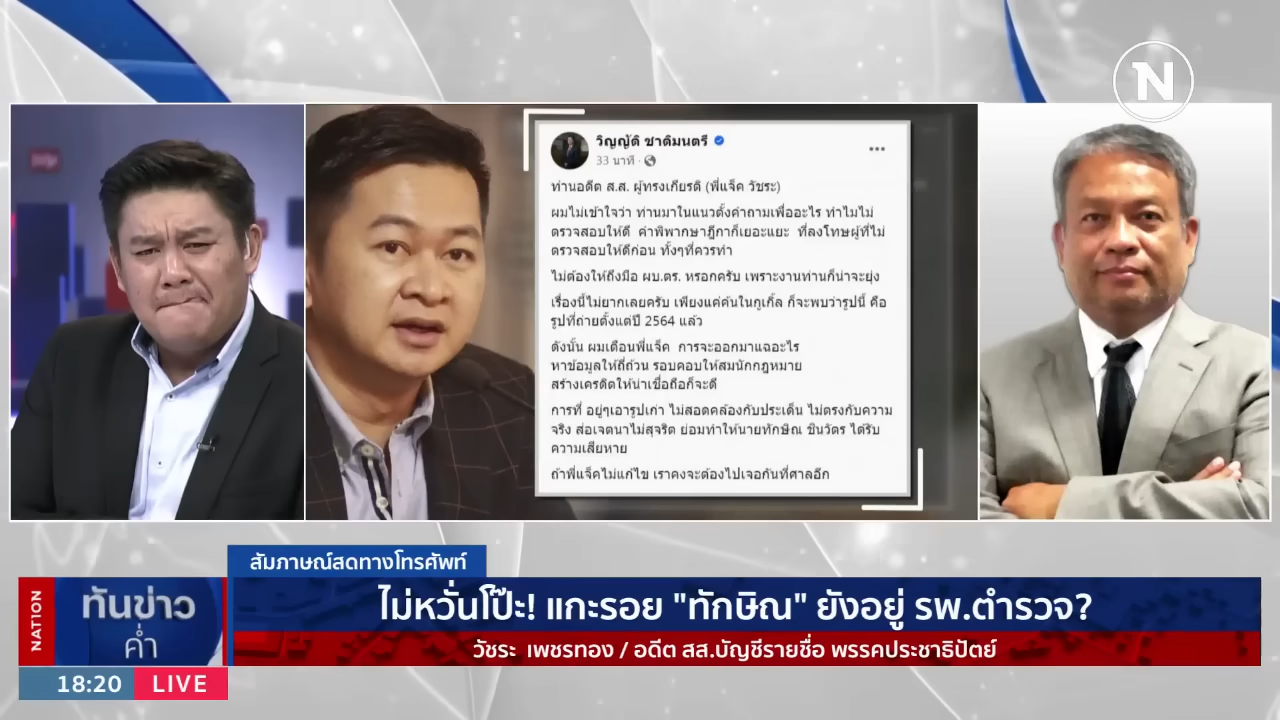 N
วิญญัติ ชาติมนตรี
33 นาที
ท่านอดีต ส.ส. ผู้ทรงเกียรติ (พี่แจ็ค วัชระ)
ผมไม่เข้าใจว่า ท่านมาในแนวตั้งคำถามเพื่ออะไร ทำไมไม่
ตรวจสอบให้ดี คำพิพากษาฎีกาก็เยอะแยะ ที่ลงโทษผู้ที่ไม่
ตรวจสอบให้ดีก่อน ทั้งๆที่ควรทำ
ไม่ต้องให้ถึงมือ ผบ.ตร. หรอกครับ เพราะงานท่านก็น่าจะยุ่ง
เรื่องนี้ไม่ยากเลยครับ เพียงแค่ค้นในกูเกิ้ล ก็จะพบว่ารูปนี้ คือ
รูปที่ถ่ายตั้งแต่ปี 2564 แล้ว
ดังนั้น ผมเตือนพี่แจ็ค การจะออกมาแฉอะไร
หาข้อมูลให้ถี่ถ้วน รอบคอบให้สมนักกฎหมาย
สร้างเครดิตให้น่าเชื่อถือก็จะดี
การที่ อยู่ๆเอารูปเก่า ไม่สอดคล้องกับประเด็น ไม่ตรงกับความ
จริง ส่อเจตนาไม่สุจริต ย่อมทำให้นายทักษิณ ชินวัตร ได้รับ
ความเสียหาย
ถ้าพี่แจ็คไม่แก้ไข เราคงจะต้องไปเจอกันที่ศาลอีก
สัมภาษณ์สดทางโทรศัพท์
NATION
ทันข่าว
ค่ำ
ไม่หวั่นโป๊ะ! แกะรอย "ทักษิณ" ยังอยู่ รพ.ตำรวจ?
วัชระ เพชรทอง / อดีต สส.บัญชีรายชื่อ พรรคประชาธิปัตย์
18:20 LIVE